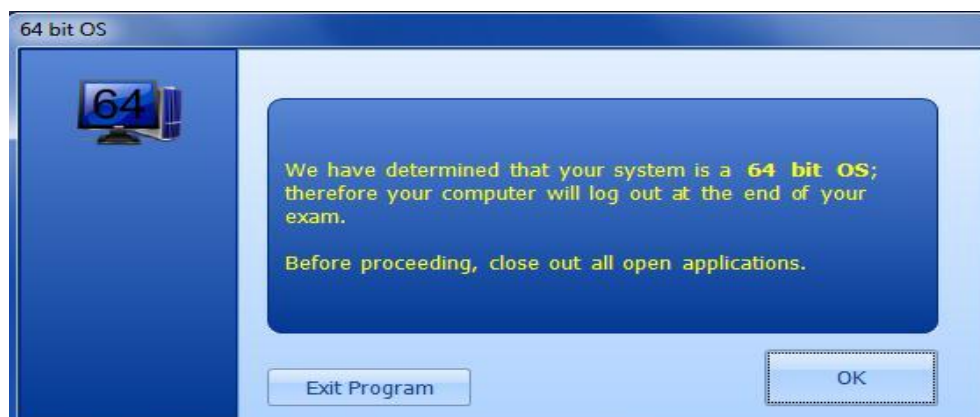 64 bit OS
64
We have determined that your system is a 64 bit OS;
therefore your computer will log out at the end of your
exam.
Before proceeding, close out all open applications.
Exit Program
OK